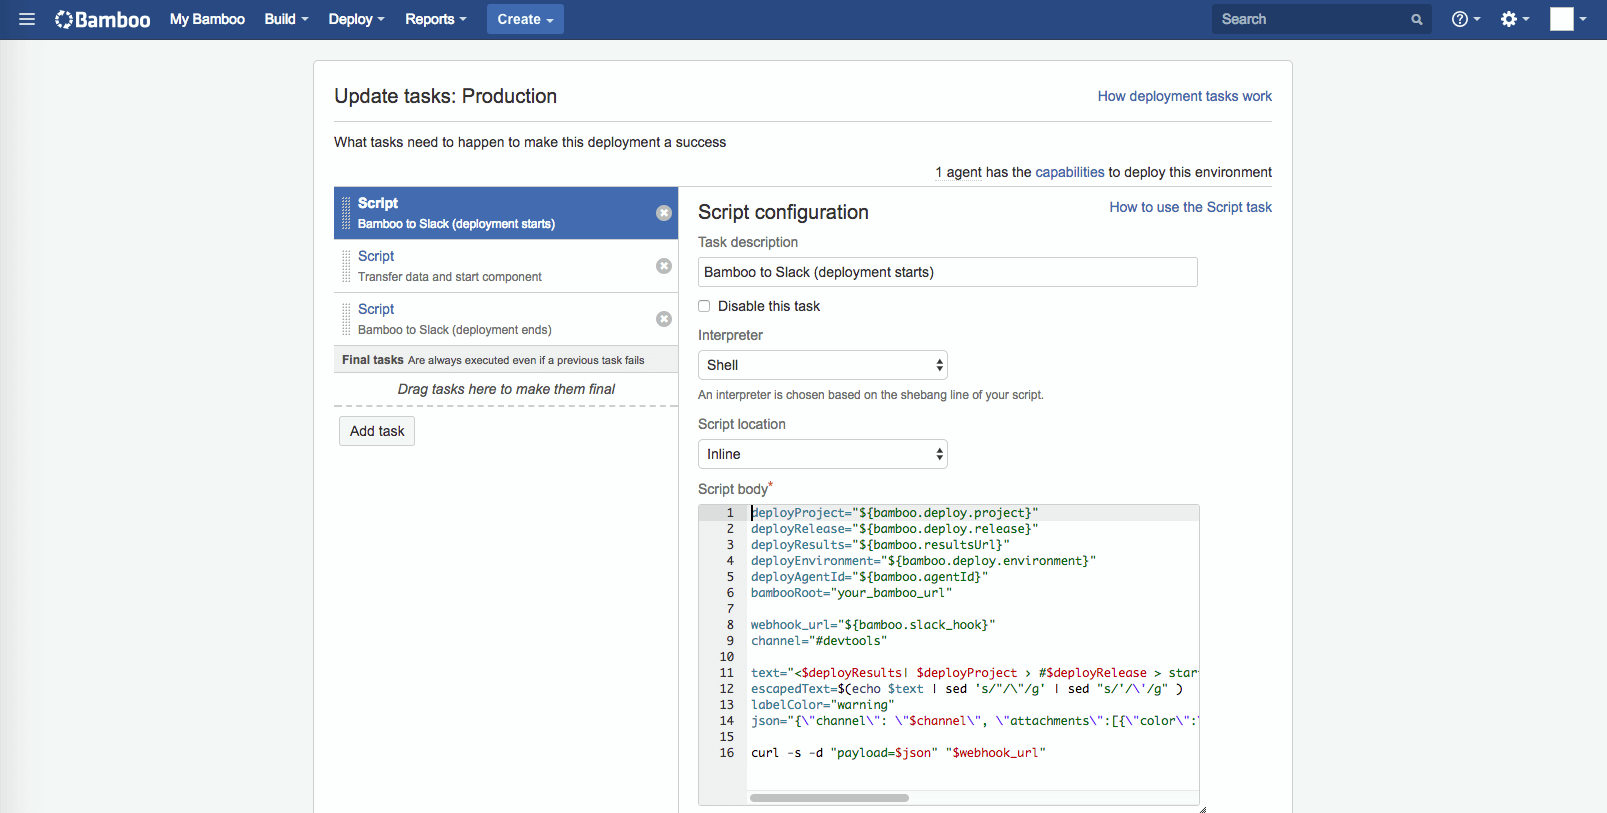 Bamboo My Bamboo Build Deploy Reports Create Search
Update tasks: Production
How deployment tasks work
What tasks need to happen to make this deployment a success
1 agent has the capabilities to deploy this environment
Script
Bamboo to Slack (deployment starts)
Script
Transfer data and start component
Script
Bamboo to Slack (deployment ends)
Final tasks Are always executed even if a previous task fails
Drag tasks here to make them final
Add task
Script configuration
How to use the Script task
Task description
Bamboo to Slack (deployment starts)
Disable this task
Interpreter
Shell
An interpreter is chosen based on the shebang line of your script.
Script location
Inline
Script body*
1 deployProject="${bamboo.deploy.project}"
2 deployRelease="${bamboo.deploy.release}"
3 deployResults="${bamboo.resultsUrl}"
4 deployEnvironment="${bamboo.deploy.environment}"
5 deployAgentId="${bamboo.agentId}"
6 bambooRoot="your_bamboo_url"
7
8 webhook_url="${bamboo.slack_hook}"
9 channel="#devtools"
10
11 text="<$deployResults| $deployProject > #$deployRelease > star
12 escapedText=$(echo $text | sed 's/"/\"/g' | sed "s/'/\'/g" )
13 labelColor="warning"
14 json="{\"channel\": \"$channel\", \"attachments\":[{\"color\":\
15
16 curl -s -d "payload=$json" "$webhook_url"